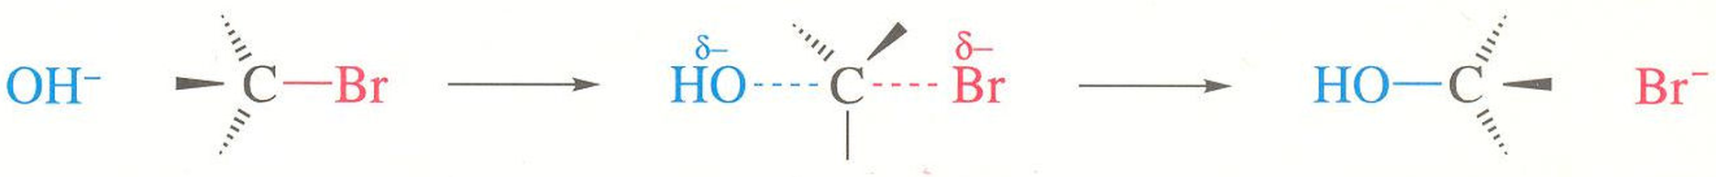 δ– δ–
OH⁻ C—Br HO----C----Br HO—C Br⁻